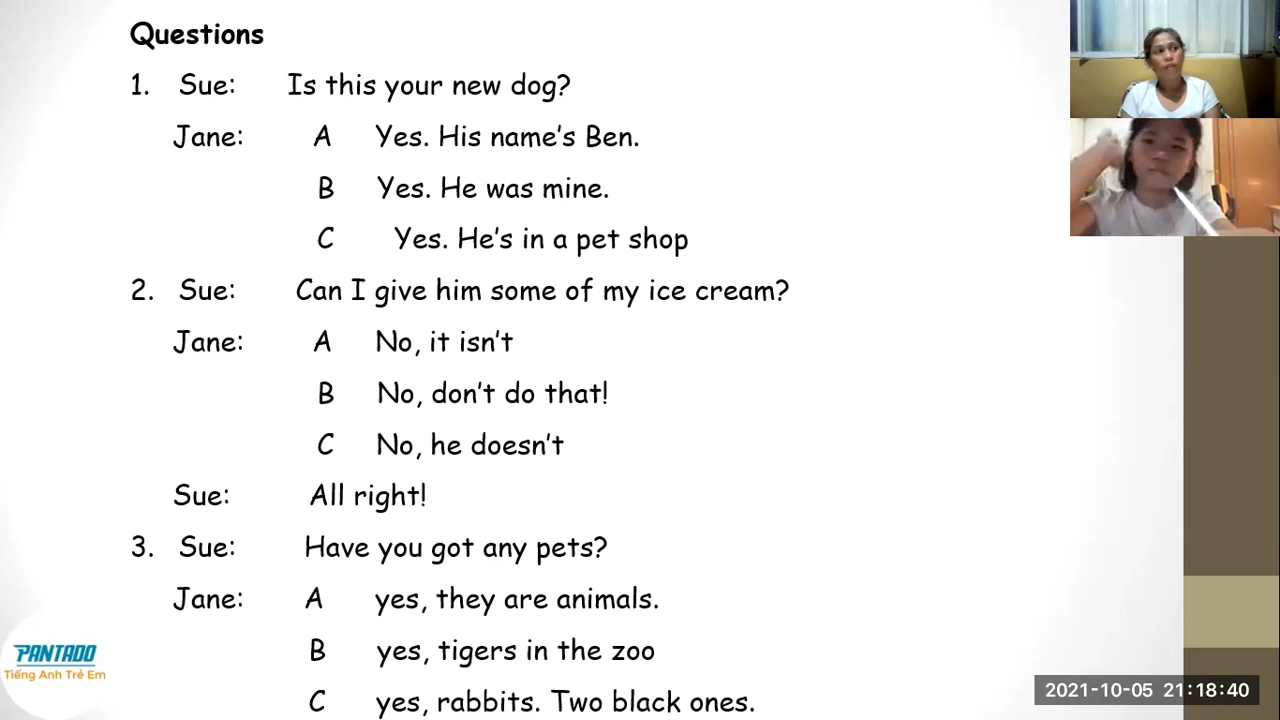 Questions
1. Sue: Is this your new dog?
Jane: A Yes. His name's Ben.
B Yes. He was mine.
C Yes. He's in a pet shop
2. Sue: Can I give him some of my ice cream?
Jane: A No, it isn't
B No, don't do that!
C No, he doesn't
Sue: All right!
3. Sue: Have you got any pets?
Jane: A yes, they are animals.
B yes, tigers in the zoo
C yes, rabbits. Two black ones.
PANTADO
Tiếng Anh Trẻ Em
2021-10-05 21:18:40